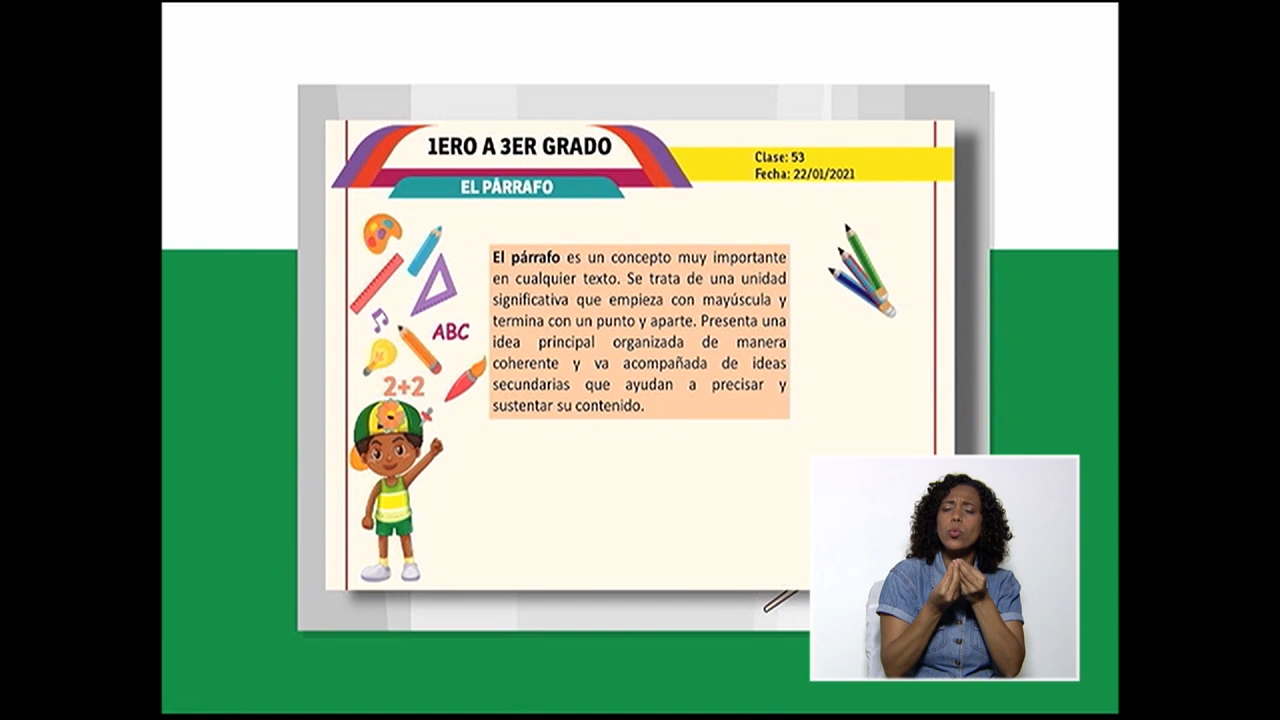 1ERO A 3ER GRADO
EL PÁRRAFO
Clase: 53
Fecha: 22/01/2021
ABC
2+2
El párrafo es un concepto muy importante
en cualquier texto. Se trata de una unidad
significativa que empieza con mayúscula y
termina con un punto y aparte. Presenta una
idea principal organizada de manera
coherente y va acompañada de ideas
secundarias que ayudan a precisar y
sustentar su contenido.